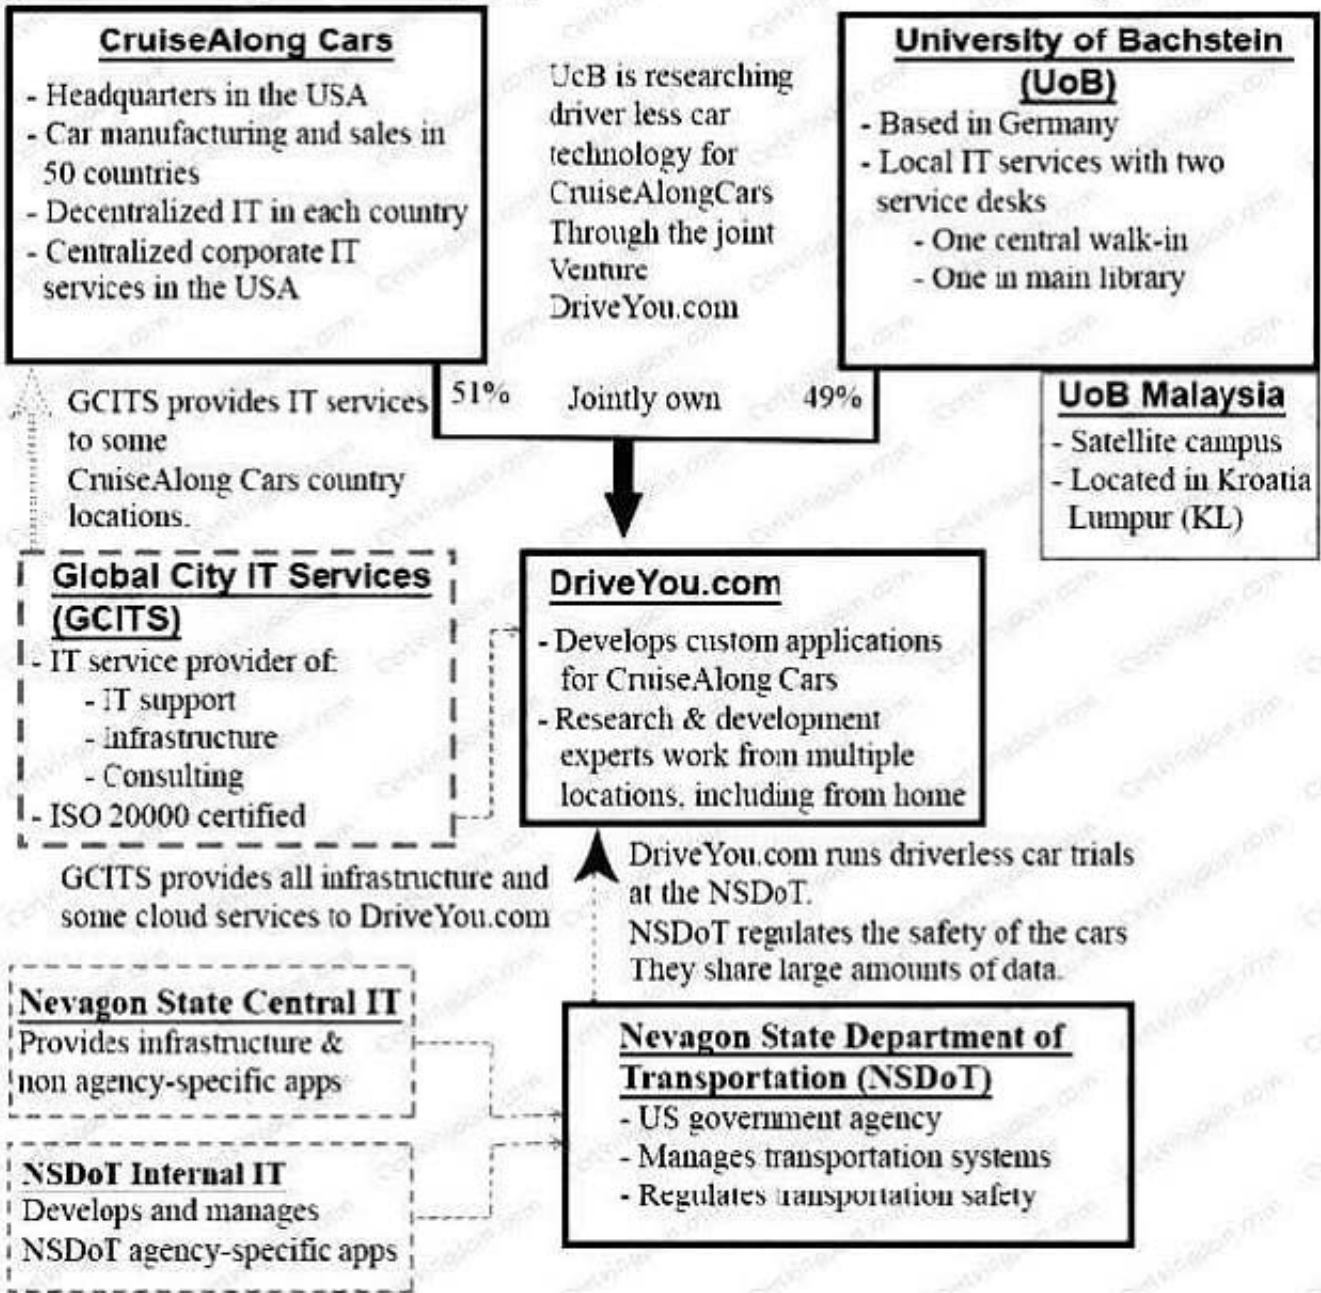 CruiseAlong Cars
- Headquarters in the USA
- Car manufacturing and sales in
50 countries
- Decentralized IT in each country
- Centralized corporate IT
services in the USA
UcB is researching
driver less car
technology for
CruiseAlongCars
Through the joint
Venture
DriveYou.com
University of Bachstein
(UoB)
- Based in Germany
- Local IT services with two
service desks
- One central walk-in
- One in main library
51% Jointly own 49%
UoB Malaysia
- Satellite campus
- Located in Kroatia
Lumpur (KL)
GCITS provides IT services
to some
CruiseAlong Cars country
locations.
Global City IT Services
(GCITS)
- IT service provider of:
- IT support
- Infrastructure
- Consulting
- ISO 20000 certified
DriveYou.com
- Develops custom applications
for CruiseAlong Cars
- Research & development
experts work from multiple
locations, including from home
GCITS provides all infrastructure and
some cloud services to DriveYou.com
DriveYou.com runs driverless car trials
at the NSDoT.
NSDoT regulates the safety of the cars
They share large amounts of data.
Nevagon State Central IT
Provides infrastructure &
non agency-specific apps
NSDoT Internal IT
Develops and manages
NSDoT agency-specific apps
Nevagon State Department of
Transportation (NSDoT)
- US government agency
- Manages transportation systems
- Regulates transportation safety